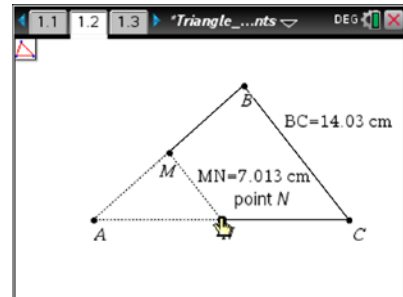 1.1 1.2 1.3 *Triangle_...nts DEG
B
BC=14.03 cm
M
MN=7.013 cm
point N
A
C